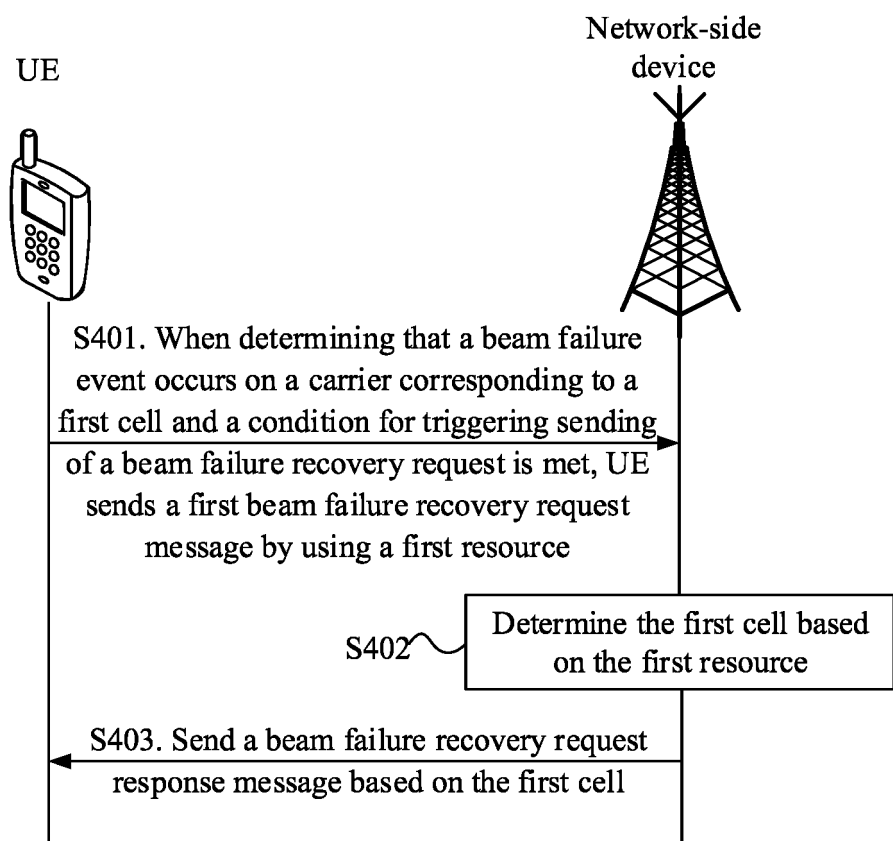 Network-side
device
UE
S401. When determining that a beam failure
event occurs on a carrier corresponding to a
first cell and a condition for triggering sending
of a beam failure recovery request is met, UE
sends a first beam failure recovery request
message by using a first resource
S402
Determine the first cell based
on the first resource
S403. Send a beam failure recovery request
response message based on the first cell